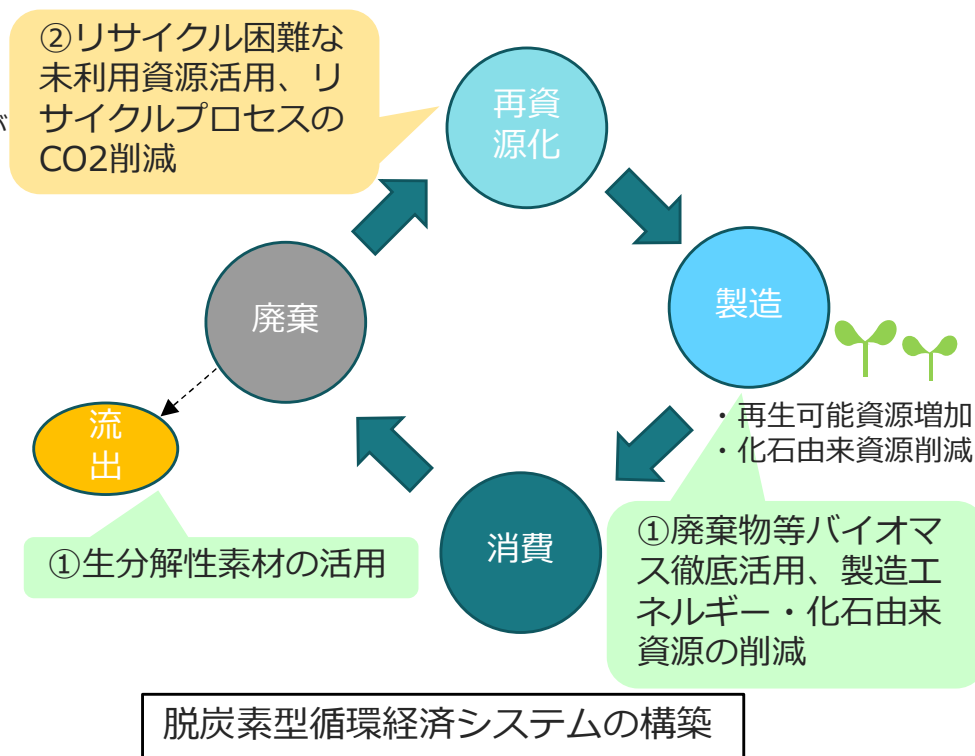 ②リサイクル困難な
未利用資源活用、リ
サイクルプロセスの
CO2削減
が
再資
源化
製造
廃棄
流
出
・再生可能資源増加
・化石由来資源削減
①生分解性素材の活用
消費
①廃棄物等バイオマ
ス徹底活用、製造エ
ネルギー・化石由来
資源の削減
脱炭素型循環経済システムの構築